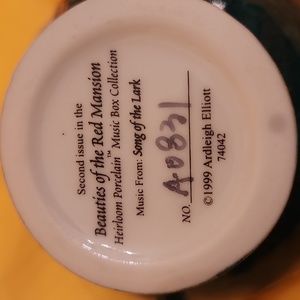 Second issue in the
Beauties of the Red Mansion
™
Heirloom Porcelain Music Box Collection
Music From: Song of the Lark
NO. A0831
©1999 Ardleigh Elliott
74042